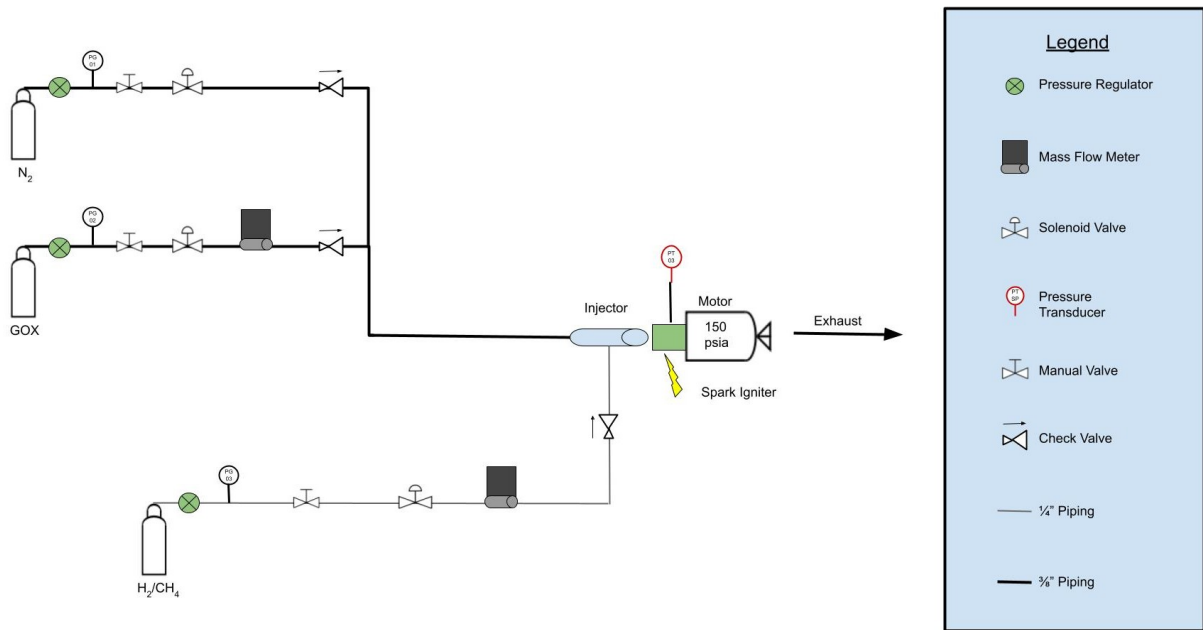 Legend
PG
01
Pressure Regulator
N₂
Mass Flow Meter
PG
02
Solenoid Valve
GOX
PT
03
PT
SP
Pressure
Transducer
Injector
Motor
150
psia
Exhaust
Spark Igniter
Manual Valve
Check Valve
PG
03
¼” Piping
H₂/CH₄
⅜” Piping